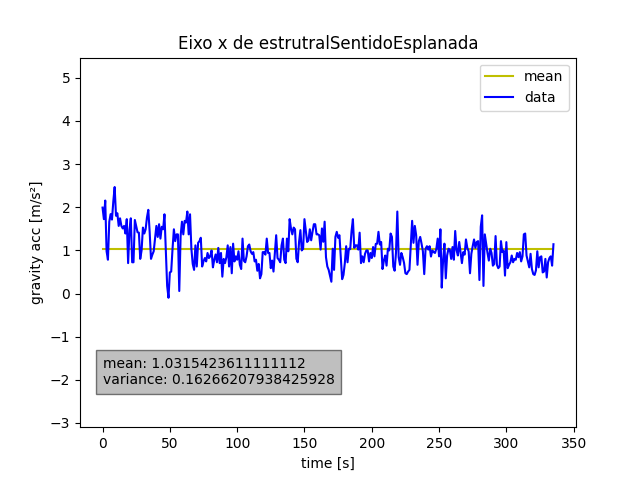 Eixo x de estrutralSentidoEsplanada
mean
data
gravity acc [m/s²]
5
4
3
2
1
0
−1
−2
−3
mean: 1.0315423611111112
variance: 0.16266207938425928
0 50 100 150 200 250 300 350
time [s]